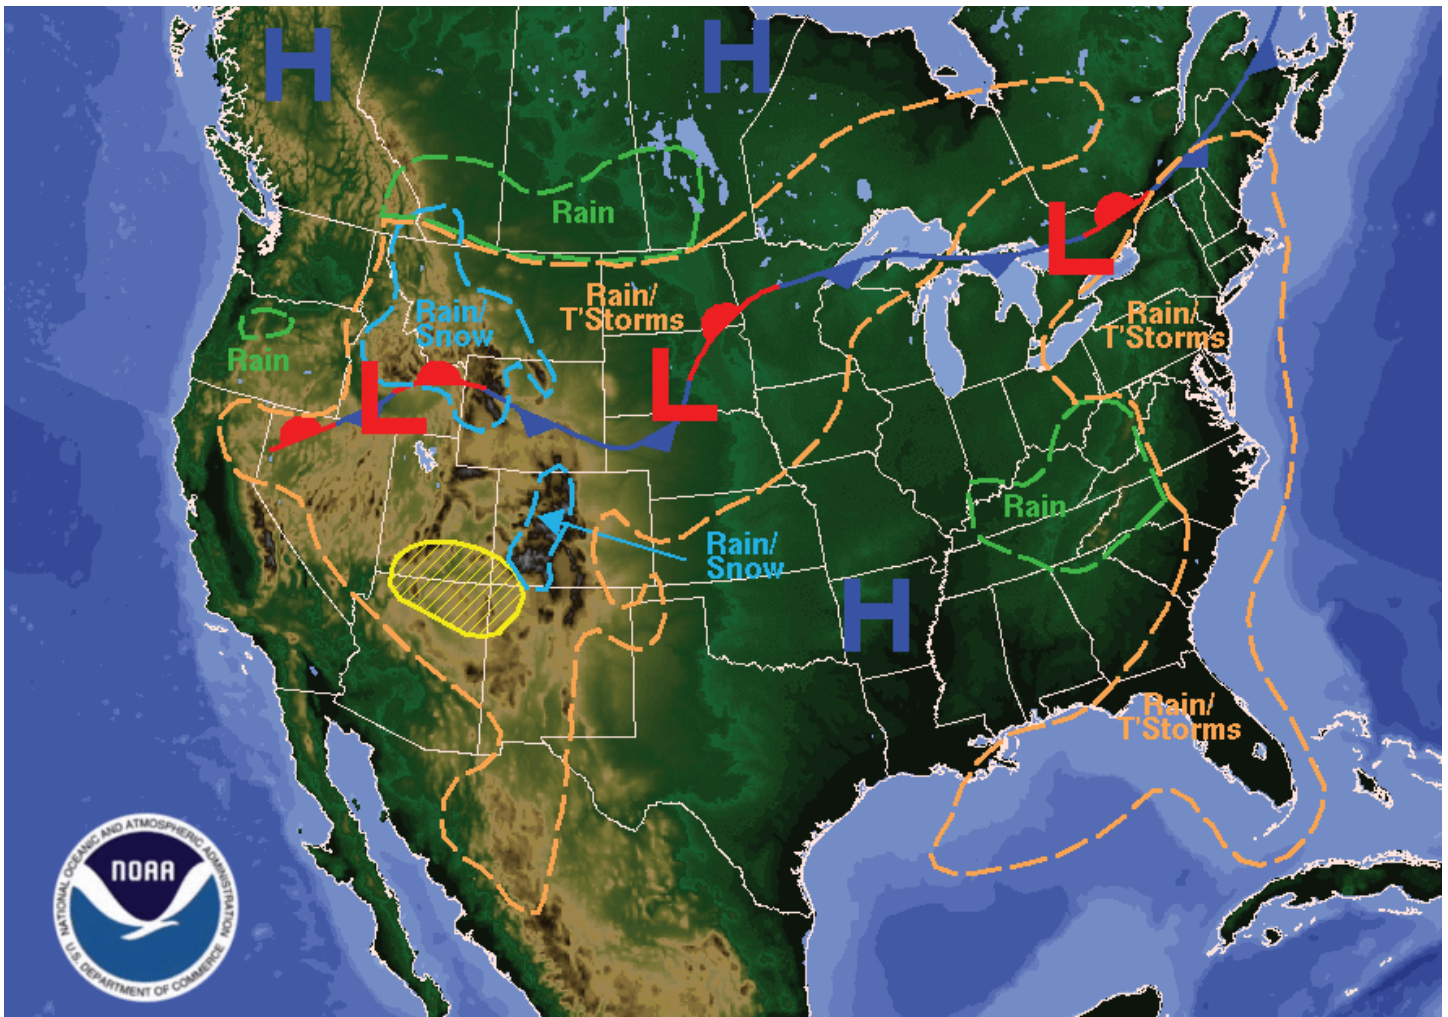 H
H
Rain
Rain/
T'Storms
Rain/
Snow
L
Rain/
T'Storms
Rain
L
L
Rain
Rain/
Snow
H
Rain/
T'Storms
NATIONAL OCEANIC AND ATMOSPHERIC ADMINISTRATION
NOAA
U.S. DEPARTMENT OF COMMERCE